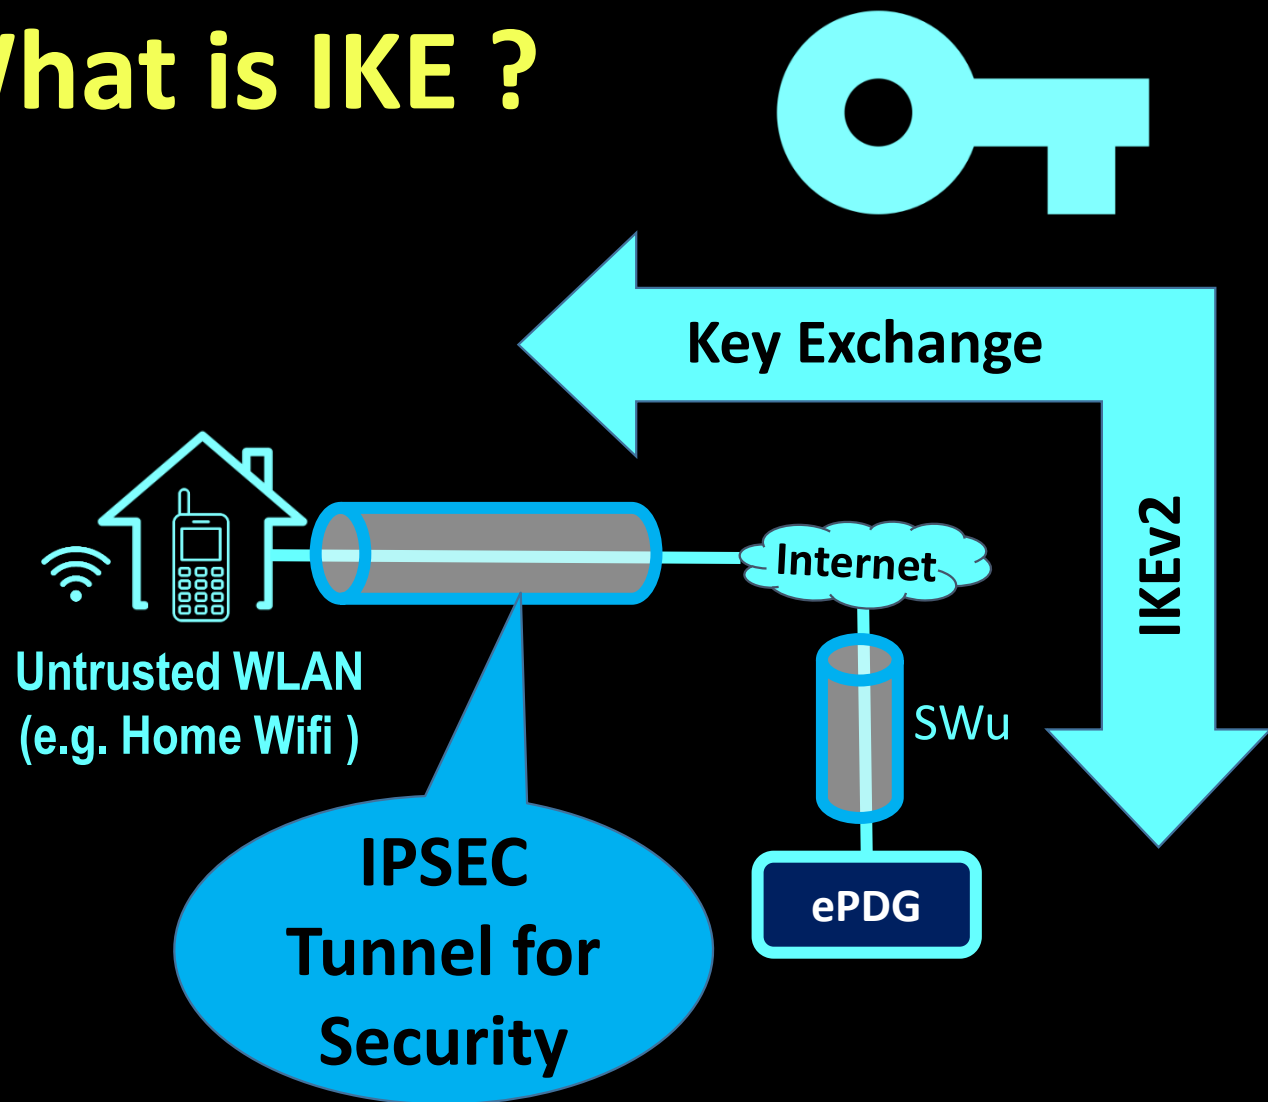 hat is IKE ?
Key Exchange
IKEv2
Internet
Untrusted WLAN
(e.g. Home Wifi )
SWu
IPSEC
Tunnel for
Security
ePDG